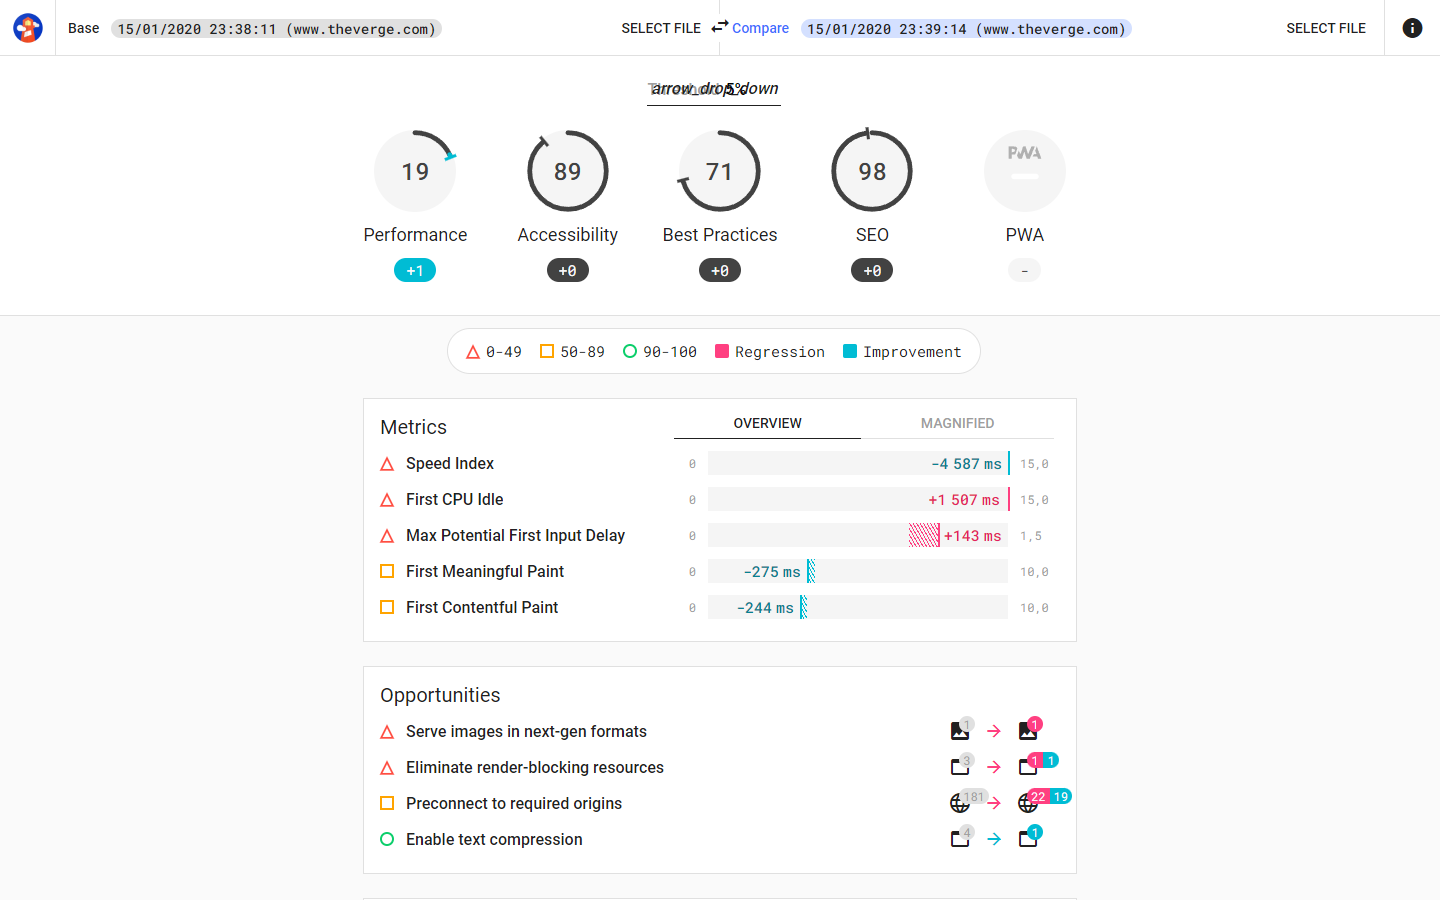 Base 15/01/2020 23:38:11 (www.theverge.com) SELECT FILE Compare 15/01/2020 23:39:14 (www.theverge.com) SELECT FILE
Threshold 5%
arrow_drop_down
19 89 71 98 PWA
Performance Accessibility Best Practices SEO PWA
+1 +0 +0 +0 -
0-49 50-89 90-100 Regression Improvement
Metrics OVERVIEW MAGNIFIED
Speed Index 0 -4 587 ms 15,0
First CPU Idle 0 +1 507 ms 15,0
Max Potential First Input Delay 0 +143 ms 1,5
First Meaningful Paint 0 -275 ms 10,0
First Contentful Paint 0 -244 ms 10,0
Opportunities
Serve images in next-gen formats 1 1
Eliminate render-blocking resources 3 1 1
Preconnect to required origins 181 22 19
Enable text compression 4 1